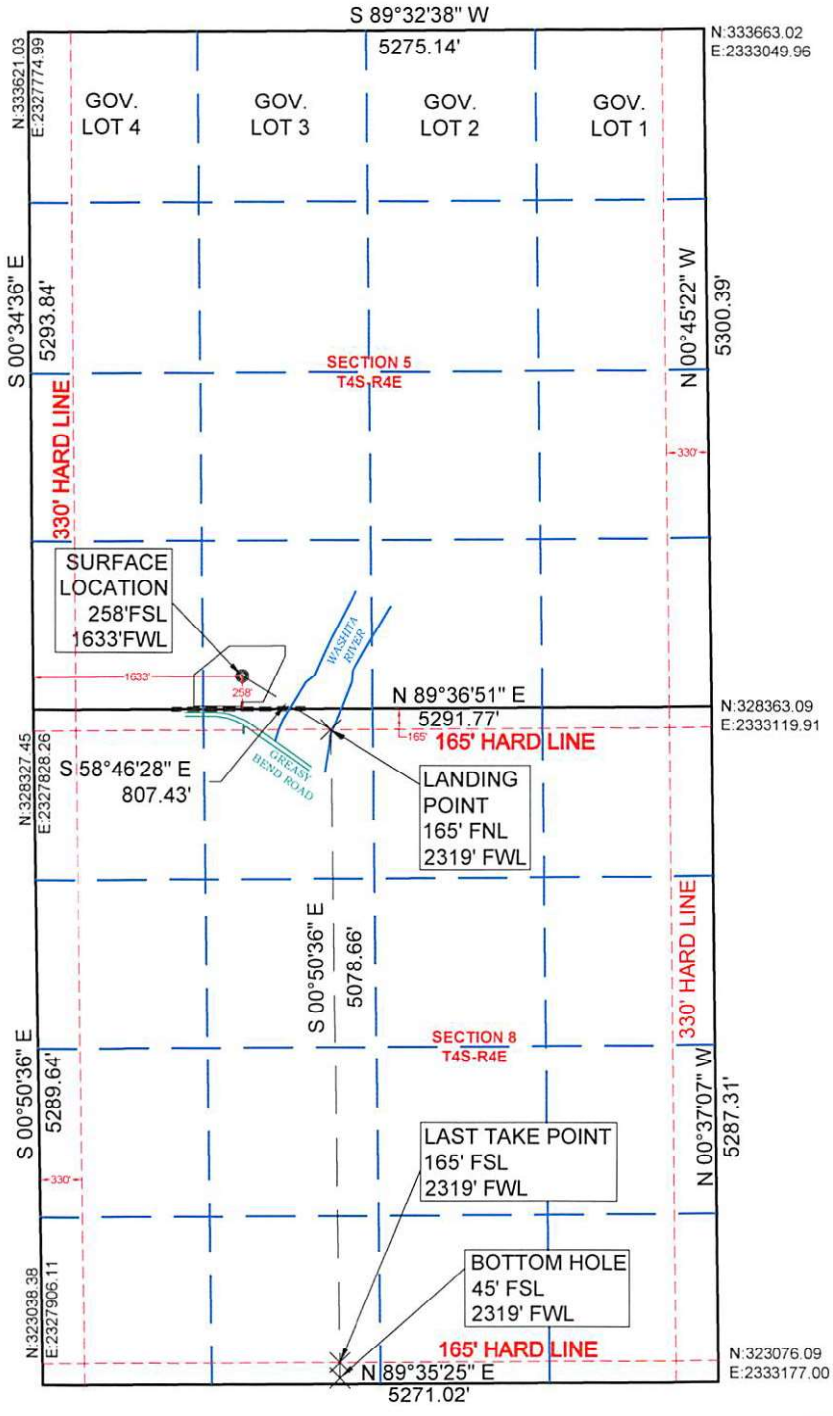 S 89°32'38" W
5275.14'
N:333621.03
E:2327774.99
N:333663.02
E:2333049.96
GOV.
LOT 4
GOV.
LOT 3
GOV.
LOT 2
GOV.
LOT 1
S 00°34'36" E
5293.84'
N 00°45'22" W
5300.39'
SECTION 5
T4S-R4E
330' HARD LINE
330'
SURFACE
LOCATION
258'FSL
1633'FWL
1633'
258'
WASHITA
RIVER
N 89°36'51" E
5291.77'
N:328363.09
E:2333119.91
165'
165' HARD LINE
N:328327.45
E:2327828.26
S 58°46'28" E
807.43'
GREASY
BEND ROAD
LANDING
POINT
165' FNL
2319' FWL
330' HARD LINE
S 00°50'36" E
5078.66'
SECTION 8
T4S-R4E
S 00°50'36" E
5289.64'
N 00°37'07" W
5287.31'
330'
LAST TAKE POINT
165' FSL
2319' FWL
BOTTOM HOLE
45' FSL
2319' FWL
165' HARD LINE
N:323038.38
E:2327906.11
N 89°35'25" E
5271.02'
N:323076.09
E:2333177.00